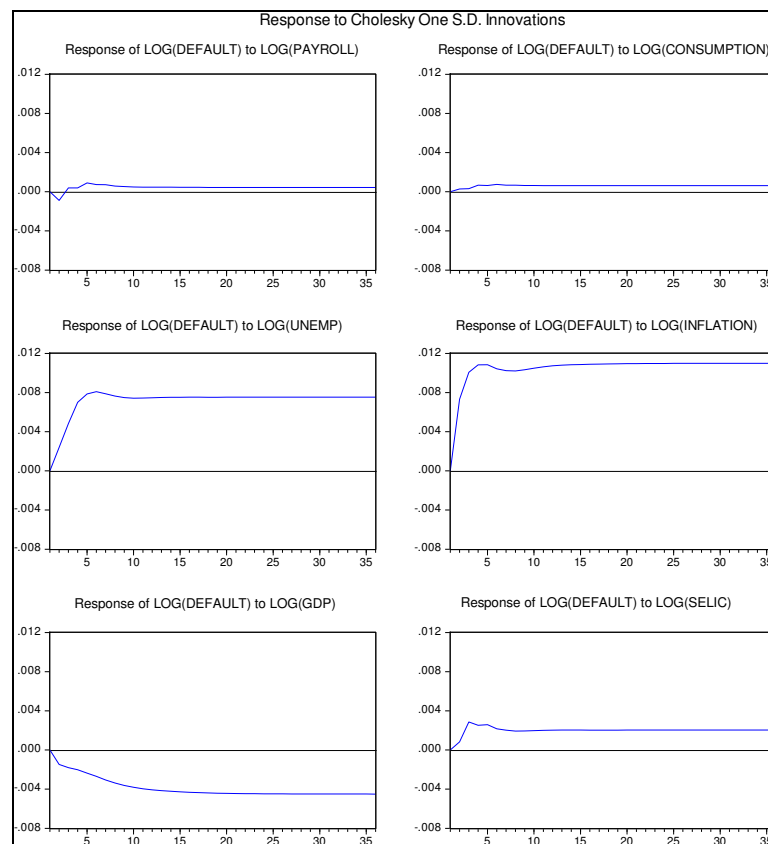 Response to Cholesky One S.D. Innovations
Response of LOG(DEFAULT) to LOG(PAYROLL)
.012
.008
.004
.000
-.004
-.008
5 10 15 20 25 30 35
Response of LOG(DEFAULT) to LOG(CONSUMPTION)
.012
.008
.004
.000
-.004
-.008
5 10 15 20 25 30 35
Response of LOG(DEFAULT) to LOG(UNEMP)
.012
.008
.004
.000
-.004
-.008
5 10 15 20 25 30 35
Response of LOG(DEFAULT) to LOG(INFLATION)
.012
.008
.004
.000
-.004
-.008
5 10 15 20 25 30 35
Response of LOG(DEFAULT) to LOG(GDP)
.012
.008
.004
.000
-.004
-.008
5 10 15 20 25 30 35
Response of LOG(DEFAULT) to LOG(SELIC)
.012
.008
.004
.000
-.004
-.008
5 10 15 20 25 30 35